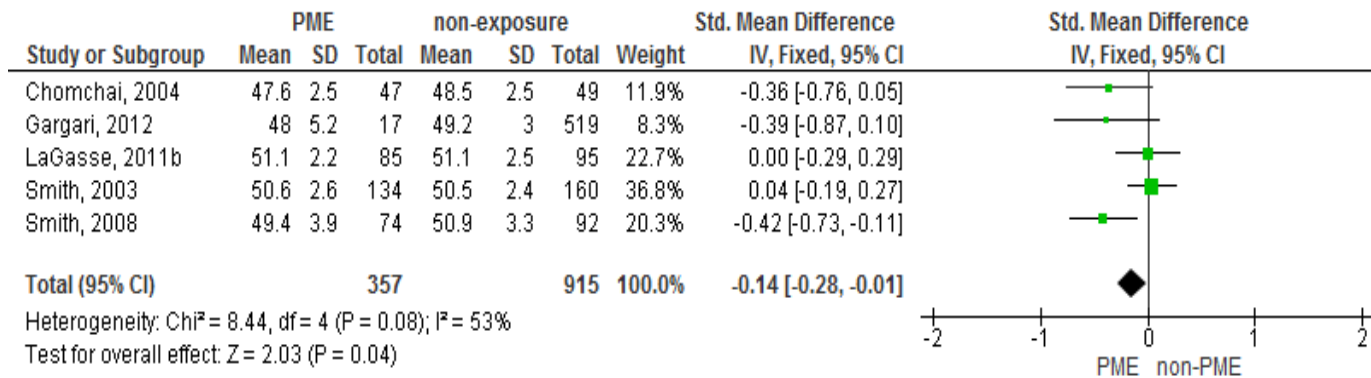 PME non-exposure Std. Mean Difference Std. Mean Difference
Study or Subgroup Mean SD Total Mean SD Total Weight IV, Fixed, 95% CI IV, Fixed, 95% CI
Chomchai, 2004 47.6 2.5 47 48.5 2.5 49 11.9% -0.36 [-0.76, 0.05]
Gargari, 2012 48 5.2 17 49.2 3 519 8.3% -0.39 [-0.87, 0.10]
LaGasse, 2011b 51.1 2.2 85 51.1 2.5 95 22.7% 0.00 [-0.29, 0.29]
Smith, 2003 50.6 2.6 134 50.5 2.4 160 36.8% 0.04 [-0.19, 0.27]
Smith, 2008 49.4 3.9 74 50.9 3.3 92 20.3% -0.42 [-0.73, -0.11]
Total (95% CI) 357 915 100.0% -0.14 [-0.28, -0.01]
Heterogeneity: Chi² = 8.44, df = 4 (P = 0.08); I² = 53%
Test for overall effect: Z = 2.03 (P = 0.04)
-2 -1 0 1 2
PME non-PME